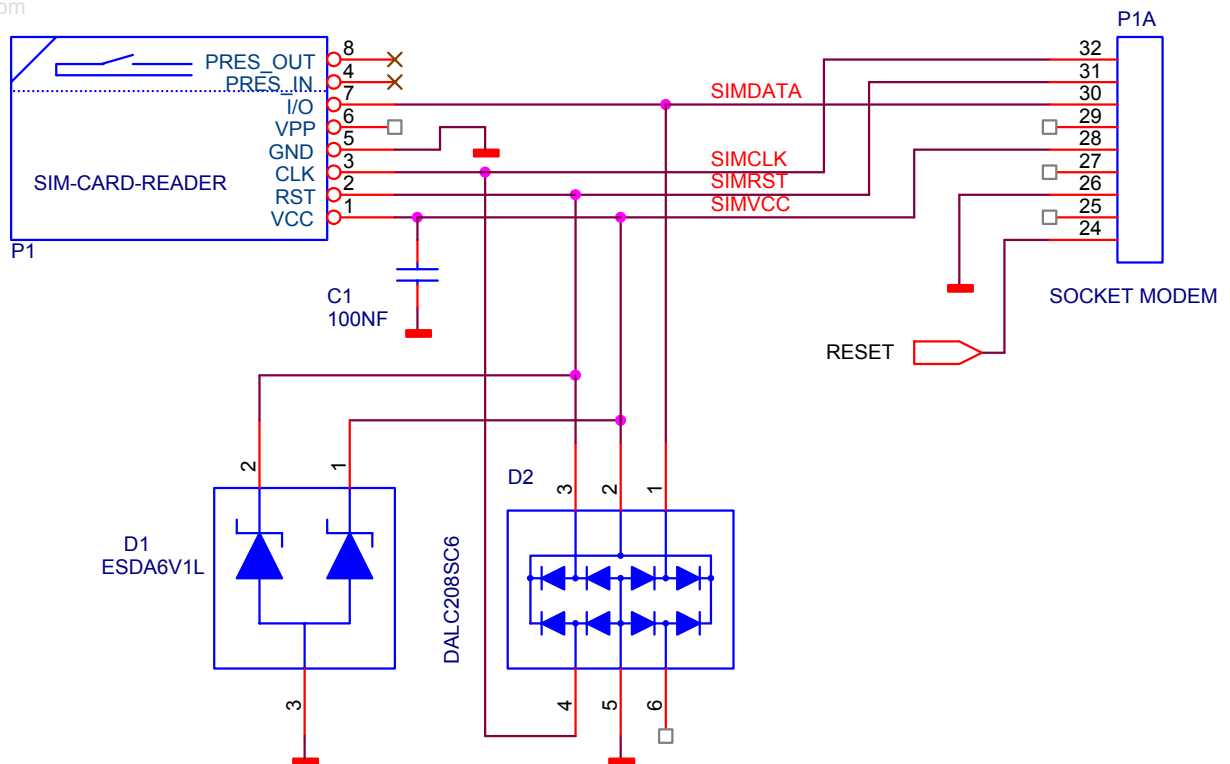 om
P1A
8
PRES_OUT
4
PRES_IN
7
I/O
6
VPP
5
GND
3
CLK
2
RST
1
VCC
SIM-CARD-READER
P1
SIMDATA
SIMCLK
SIMRST
SIMVCC
32
31
30
29
28
27
26
25
24
SOCKET MODEM
C1
100NF
RESET
2
1
D1
ESDA6V1L
3
D2
3
2
1
DALC208SC6
4
5
6